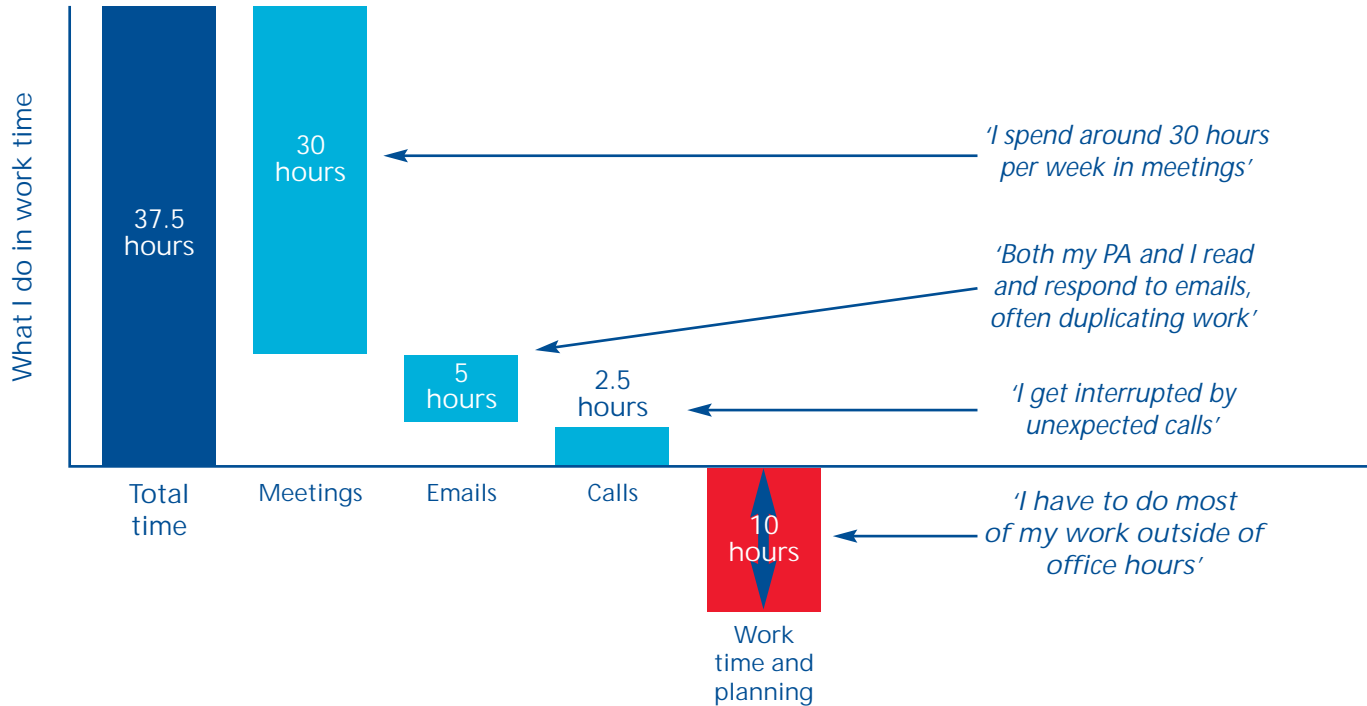 What I do in work time
37.5
hours
30
hours
5
hours
2.5
hours
10
hours
Total
time
Meetings
Emails
Calls
Work
time and
planning
‘I spend around 30 hours
per week in meetings’
‘Both my PA and I read
and respond to emails,
often duplicating work’
‘I get interrupted by
unexpected calls’
‘I have to do most
of my work outside of
office hours’